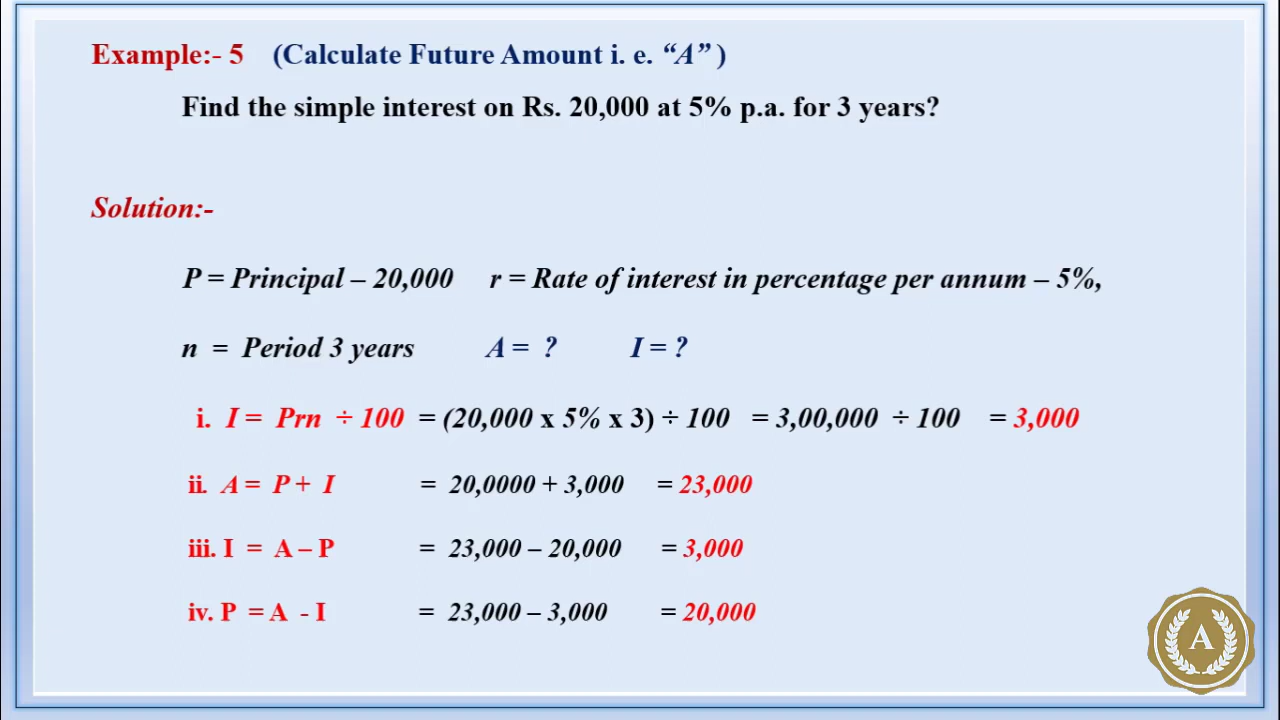 Example:- 5 (Calculate Future Amount i. e. “A” )
Find the simple interest on Rs. 20,000 at 5% p.a. for 3 years?
Solution:-
P = Principal – 20,000 r = Rate of interest in percentage per annum – 5%,
n = Period 3 years A = ? I = ?
i. I = Prn ÷ 100 = (20,000 x 5% x 3) ÷ 100 = 3,00,000 ÷ 100 = 3,000
ii. A = P + I = 20,0000 + 3,000 = 23,000
iii. I = A – P = 23,000 – 20,000 = 3,000
iv. P = A - I = 23,000 – 3,000 = 20,000
A